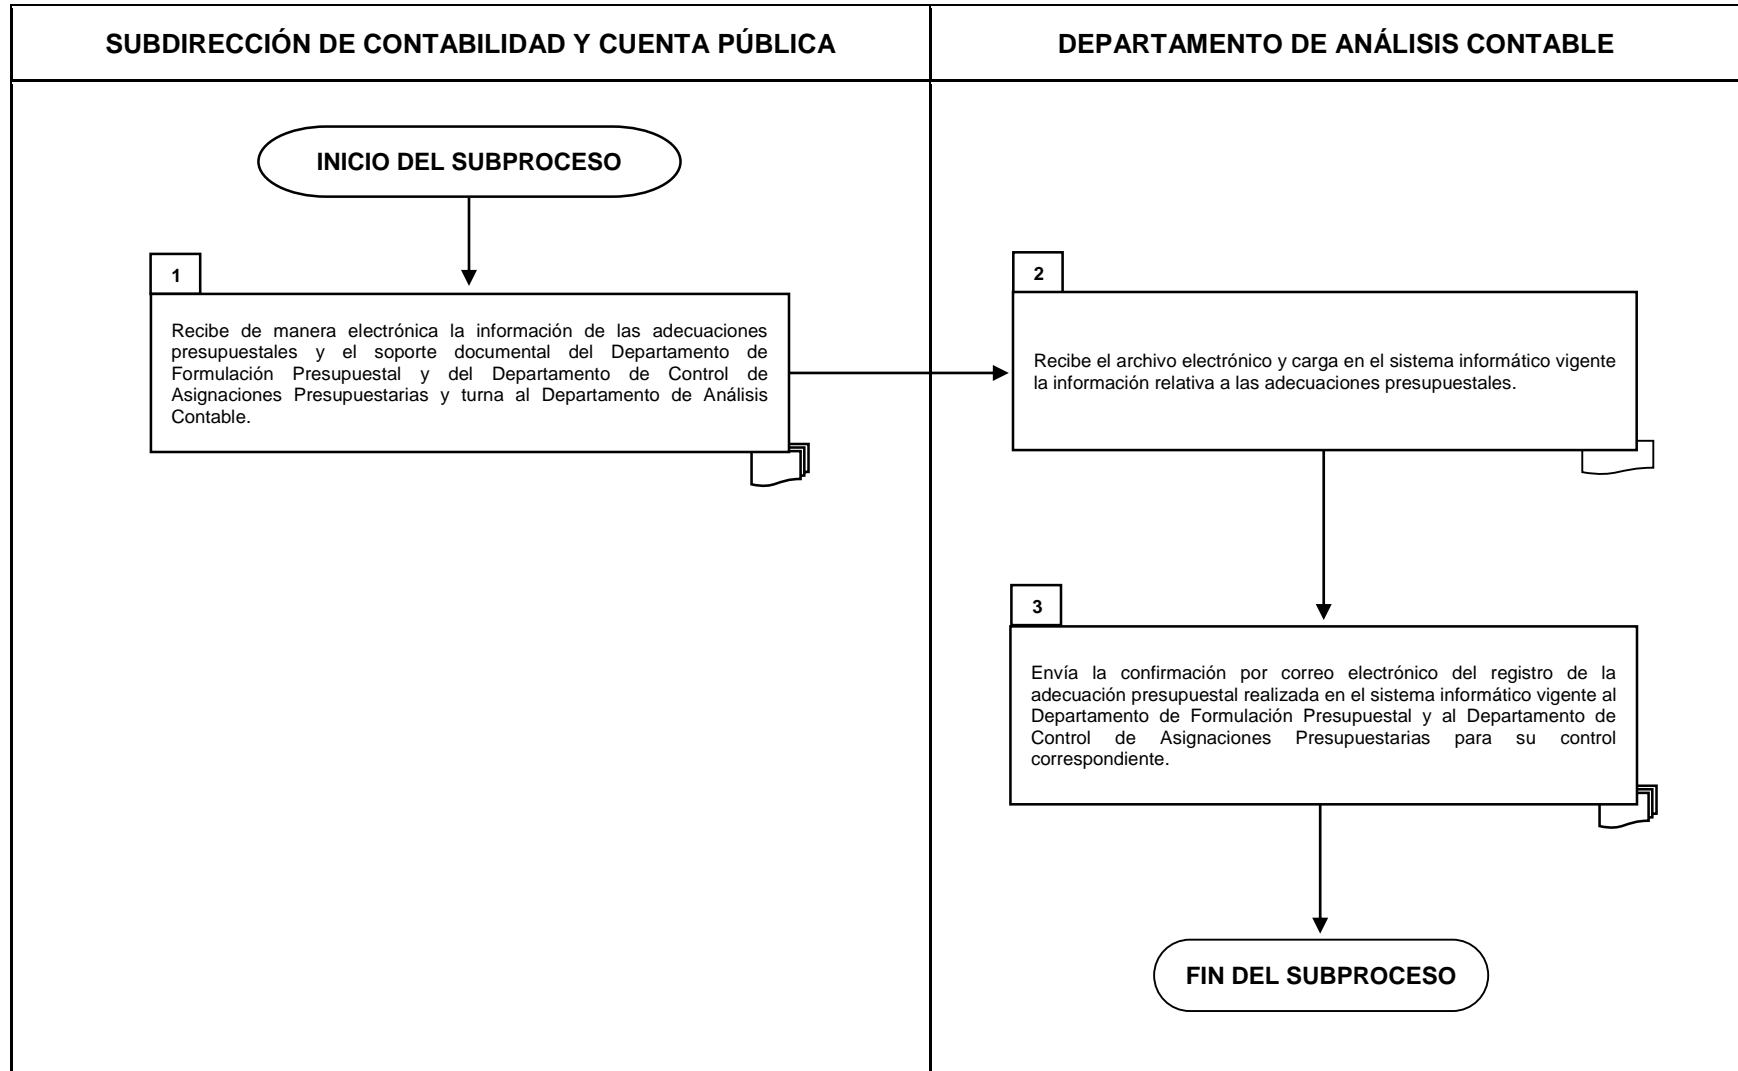 SUBDIRECCIÓN DE CONTABILIDAD Y CUENTA PÚBLICA
DEPARTAMENTO DE ANÁLISIS CONTABLE
INICIO DEL SUBPROCESO
1
Recibe de manera electrónica la información de las adecuaciones
presupuestales y el soporte documental del Departamento de
Formulación Presupuestal y del Departamento de Control de
Asignaciones Presupuestarias y turna al Departamento de Análisis
Contable.
2
Recibe el archivo electrónico y carga en el sistema informático vigente
la información relativa a las adecuaciones presupuestales.
3
Envía la confirmación por correo electrónico del registro de la
adecuación presupuestal realizada en el sistema informático vigente al
Departamento de Formulación Presupuestal y al Departamento de
Control de Asignaciones Presupuestarias para su control
correspondiente.
FIN DEL SUBPROCESO